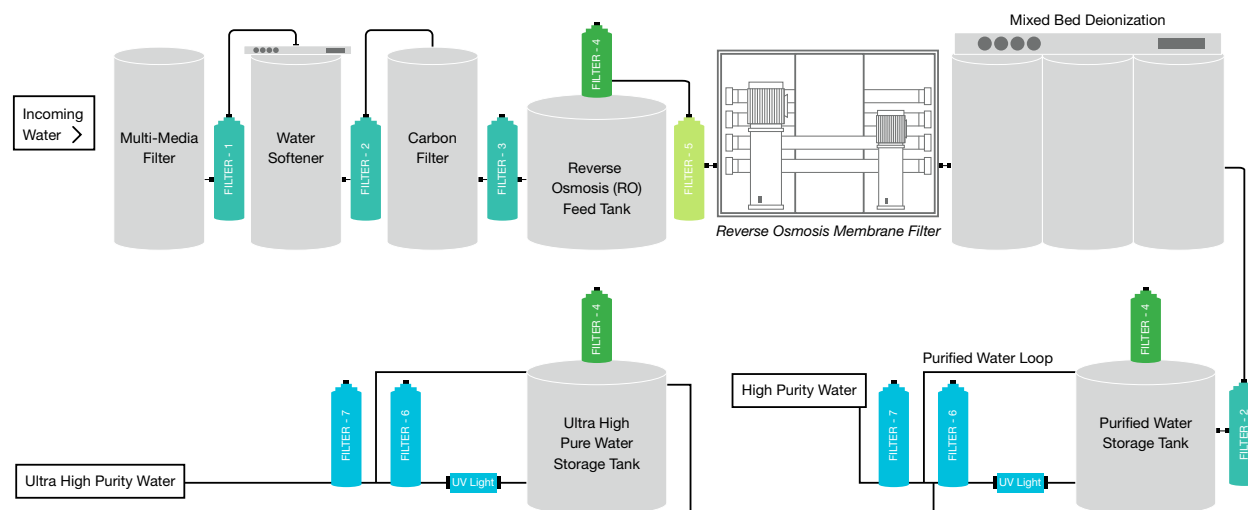 Mixed Bed Deionization
Incoming
Water
Multi-Media
Filter
FILTER - 1
Water
Softener
FILTER - 2
Carbon
Filter
FILTER - 3
FILTER - 4
Reverse
Osmosis (RO)
Feed Tank
FILTER - 5
Reverse Osmosis Membrane Filter
Ultra High Purity Water
FILTER - 7
FILTER - 6
UV Light
FILTER - 4
Ultra High
Pure Water
Storage Tank
High Purity Water
FILTER - 7
Purified Water Loop
FILTER - 6
UV Light
FILTER - 4
Purified Water
Storage Tank
FILTER - 2